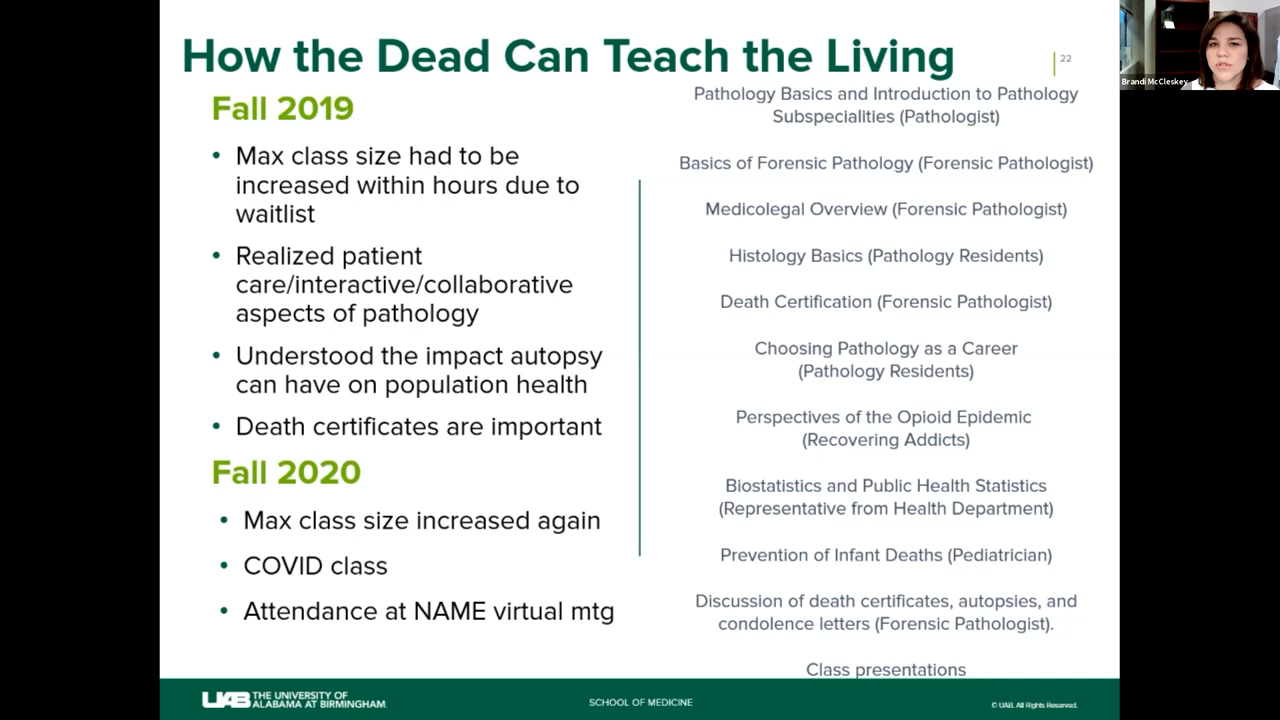 How the Dead Can Teach the Living
22
Brandi McCleskey
Fall 2019
• Max class size had to be
increased within hours due to
waitlist
• Realized patient
care/interactive/collaborative
aspects of pathology
• Understood the impact autopsy
can have on population health
• Death certificates are important
Fall 2020
• Max class size increased again
• COVID class
• Attendance at NAME virtual mtg
Pathology Basics and Introduction to Pathology
Subspecialities (Pathologist)
Basics of Forensic Pathology (Forensic Pathologist)
Medicolegal Overview (Forensic Pathologist)
Histology Basics (Pathology Residents)
Death Certification (Forensic Pathologist)
Choosing Pathology as a Career
(Pathology Residents)
Perspectives of the Opioid Epidemic
(Recovering Addicts)
Biostatistics and Public Health Statistics
(Representative from Health Department)
Prevention of Infant Deaths (Pediatrician)
Discussion of death certificates, autopsies, and
condolence letters (Forensic Pathologist).
Class presentations
UAB THE UNIVERSITY OF
ALABAMA AT BIRMINGHAM.
SCHOOL OF MEDICINE
© UAB. All Rights Reserved.